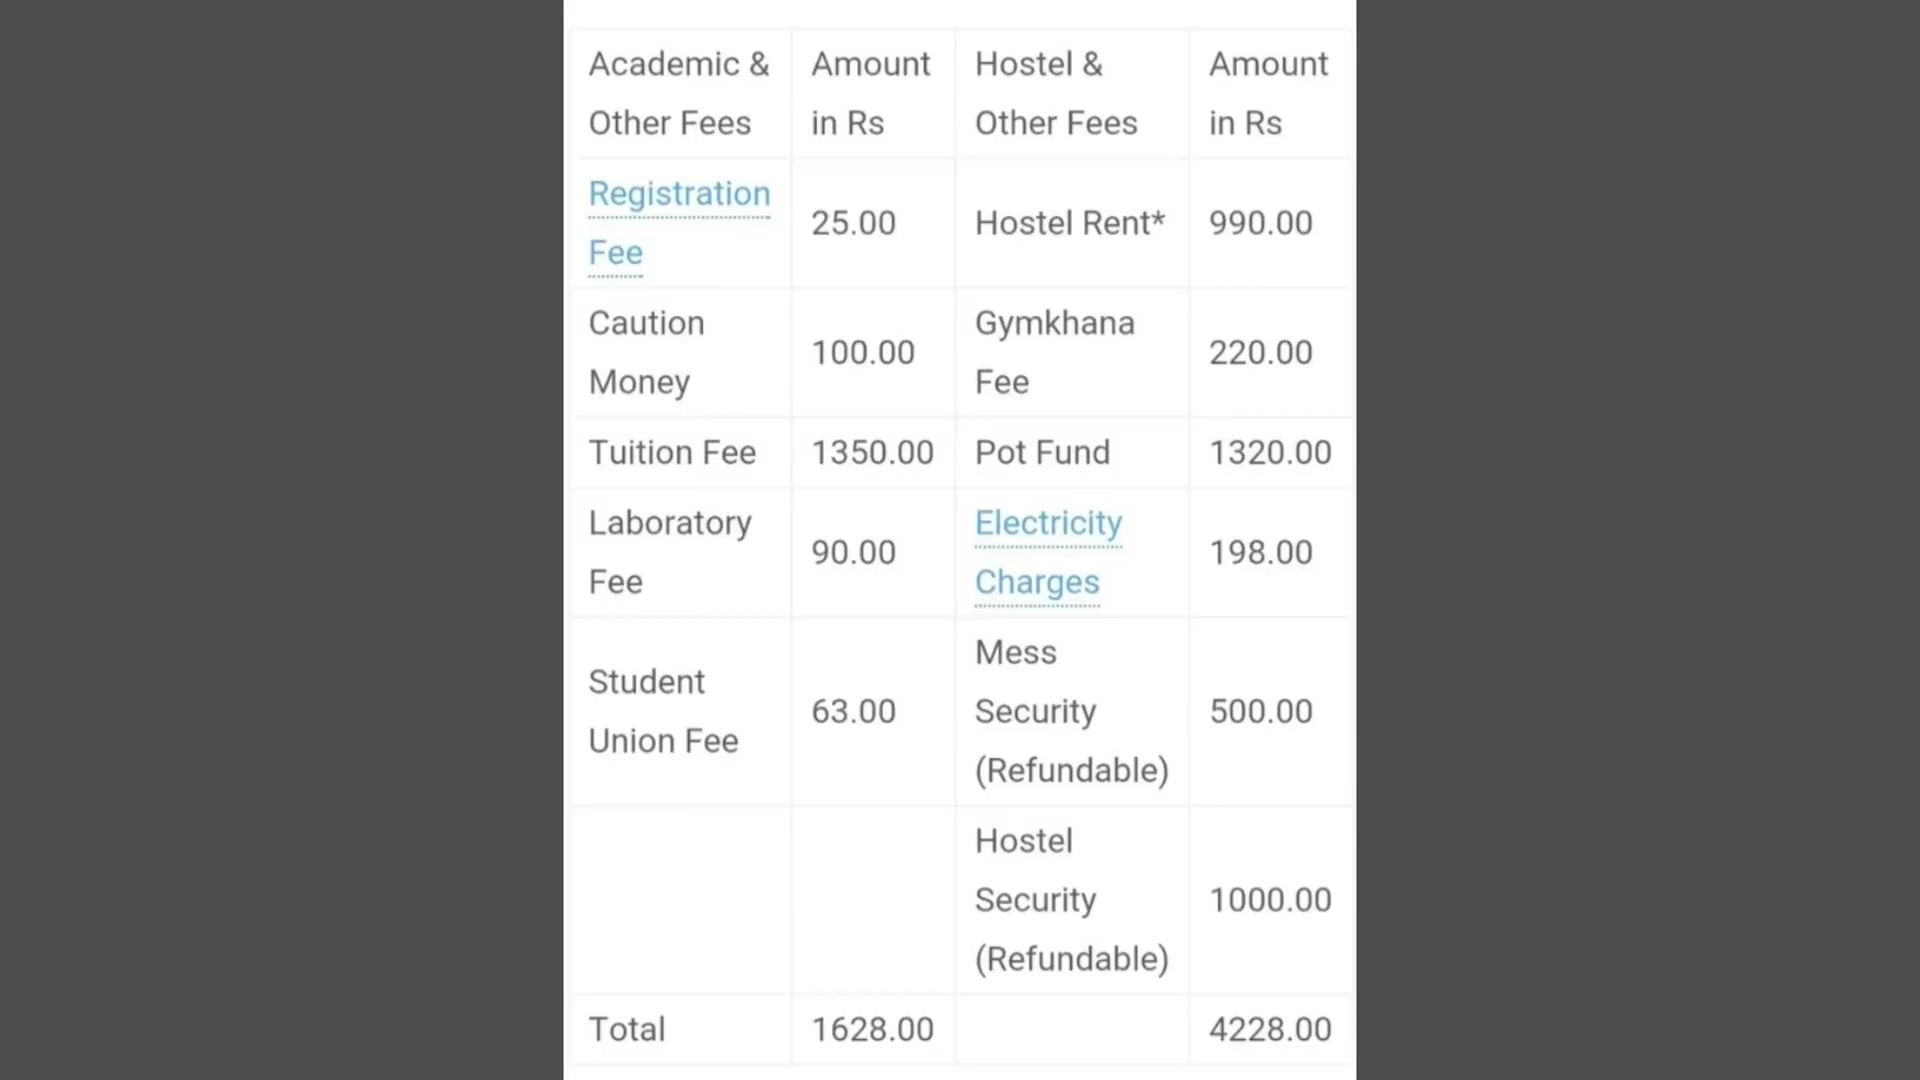 Academic & Other Fees | Amount in Rs | Hostel & Other Fees | Amount in Rs
Registration Fee | 25.00 | Hostel Rent* | 990.00
Caution Money | 100.00 | Gymkhana Fee | 220.00
Tuition Fee | 1350.00 | Pot Fund | 1320.00
Laboratory Fee | 90.00 | Electricity Charges | 198.00
Student Union Fee | 63.00 | Mess Security (Refundable) | 500.00
Hostel Security (Refundable) | 1000.00
Total | 1628.00 | 4228.00